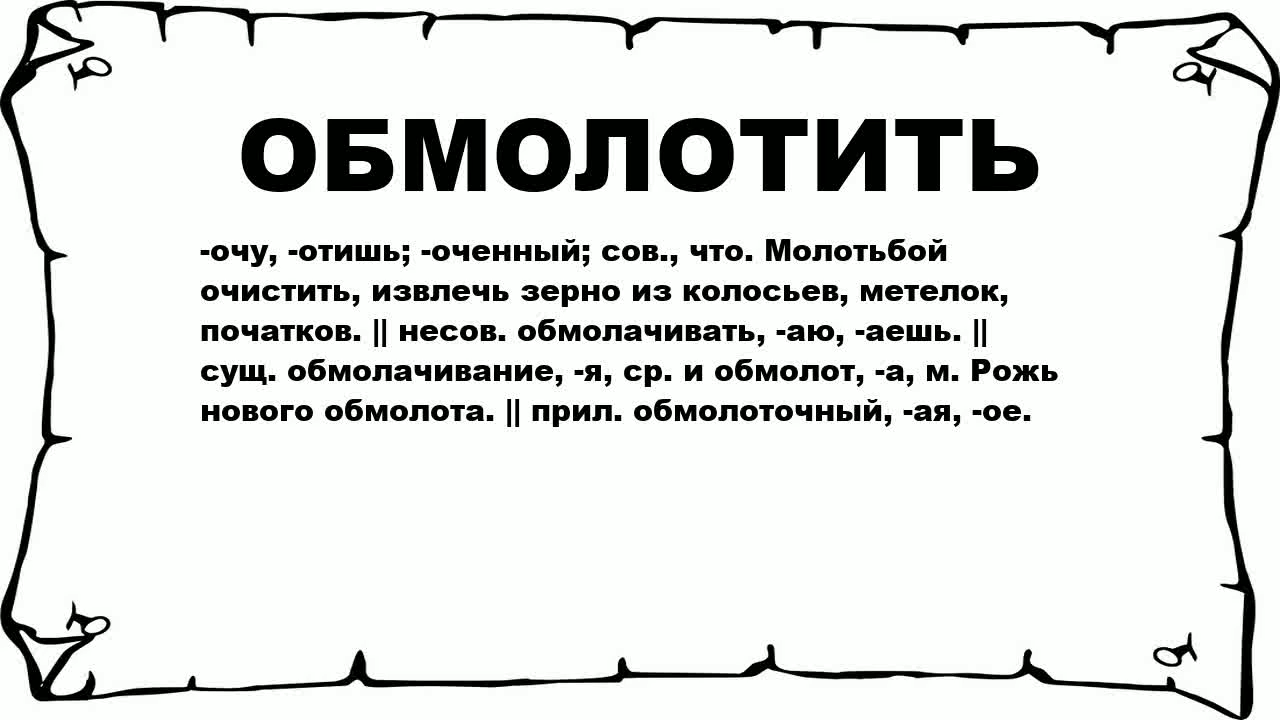 ОБМОЛОТИТЬ
-очу, -отишь; -оченный; сов., что. Молотьбой
очистить, извлечь зерно из колосьев, метелок,
початков. || несов. обмолачивать, -аю, -аешь. ||
сущ. обмолачивание, -я, ср. и обмолот, -а, м. Рожь
нового обмолота. || прил. обмолоточный, -ая, -ое.